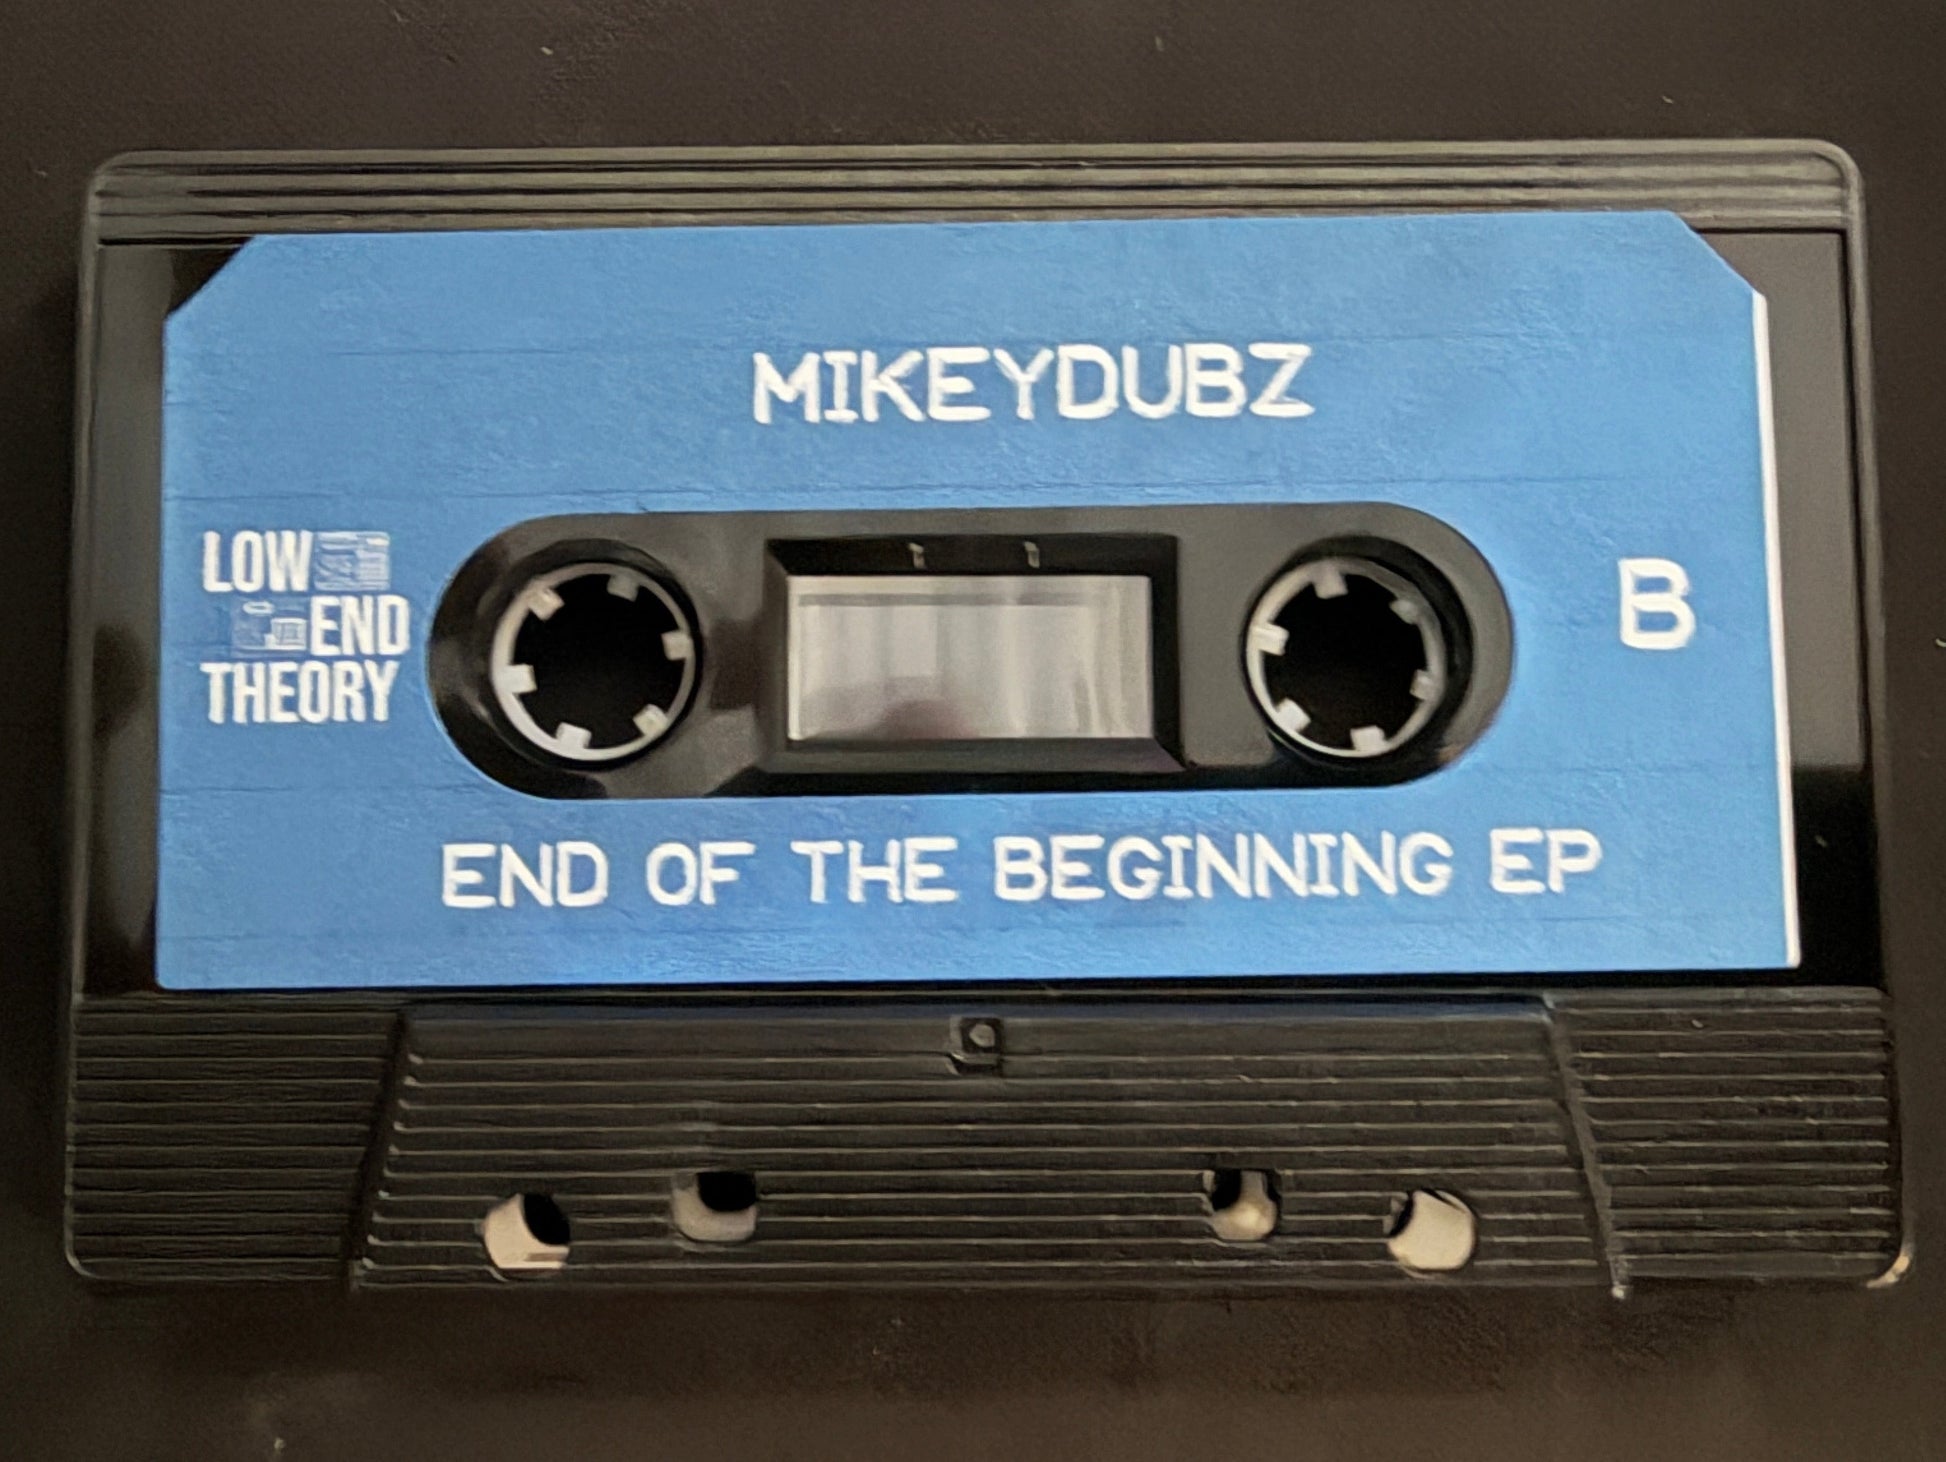 MIKEYDUBZ
LOW
END
THEORY
B
END OF THE BEGINNING EP